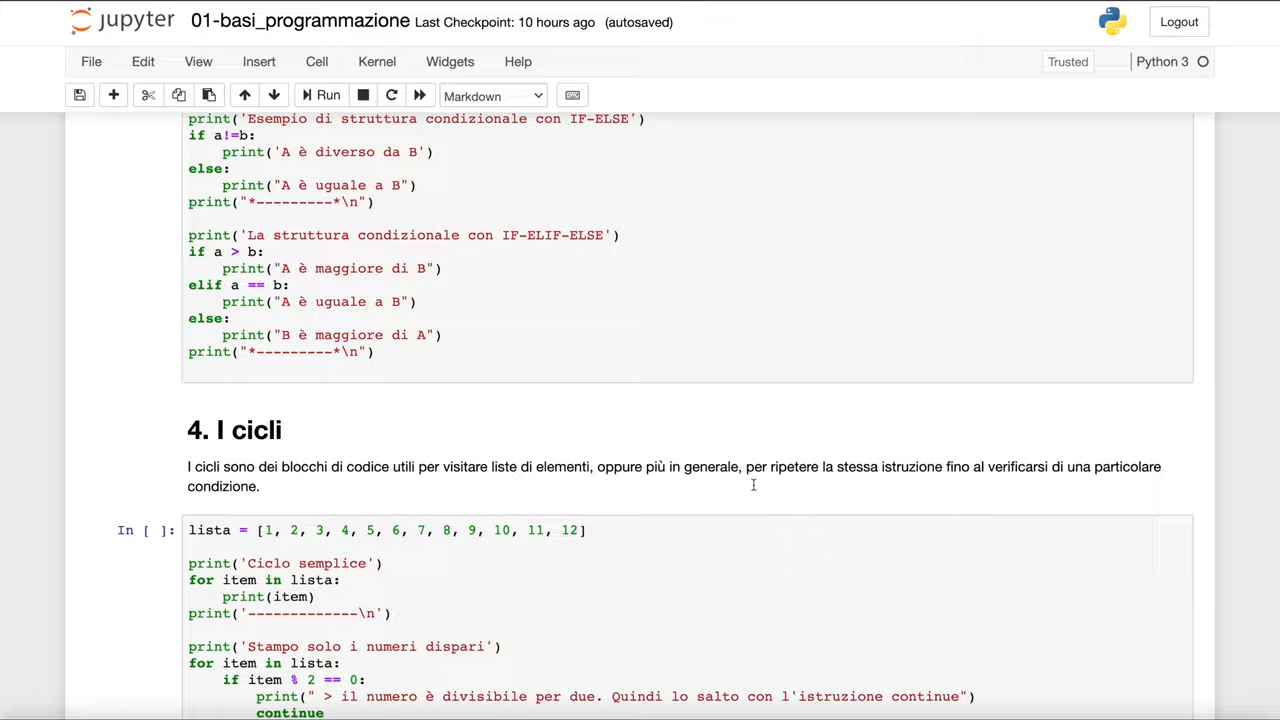 jupyter 01-basi_programmazione Last Checkpoint: 10 hours ago (autosaved) Logout
File Edit View Insert Cell Kernel Widgets Help Trusted Python 3
Run Markdown
print('Esempio di struttura condizionale con IF-ELSE')
if a!=b:
    print('A è diverso da B')
else:
    print("A è uguale a B")
print("*---------*\n")
print('La struttura condizionale con IF-ELIF-ELSE')
if a > b:
    print("A è maggiore di B")
elif a == b:
    print("A è uguale a B")
else:
    print("B è maggiore di A")
print("*---------*\n")
4. I cicli
I cicli sono dei blocchi di codice utili per visitare liste di elementi, oppure più in generale, per ripetere la stessa istruzione fino al verificarsi di una particolare
condizione.
In [ ]: lista = [1, 2, 3, 4, 5, 6, 7, 8, 9, 10, 11, 12]
print('Ciclo semplice')
for item in lista:
    print(item)
print('-------------\n')
print('Stampo solo i numeri dispari')
for item in lista:
    if item % 2 == 0:
        print(" > il numero è divisibile per due. Quindi lo salto con l'istruzione continue")
        continue